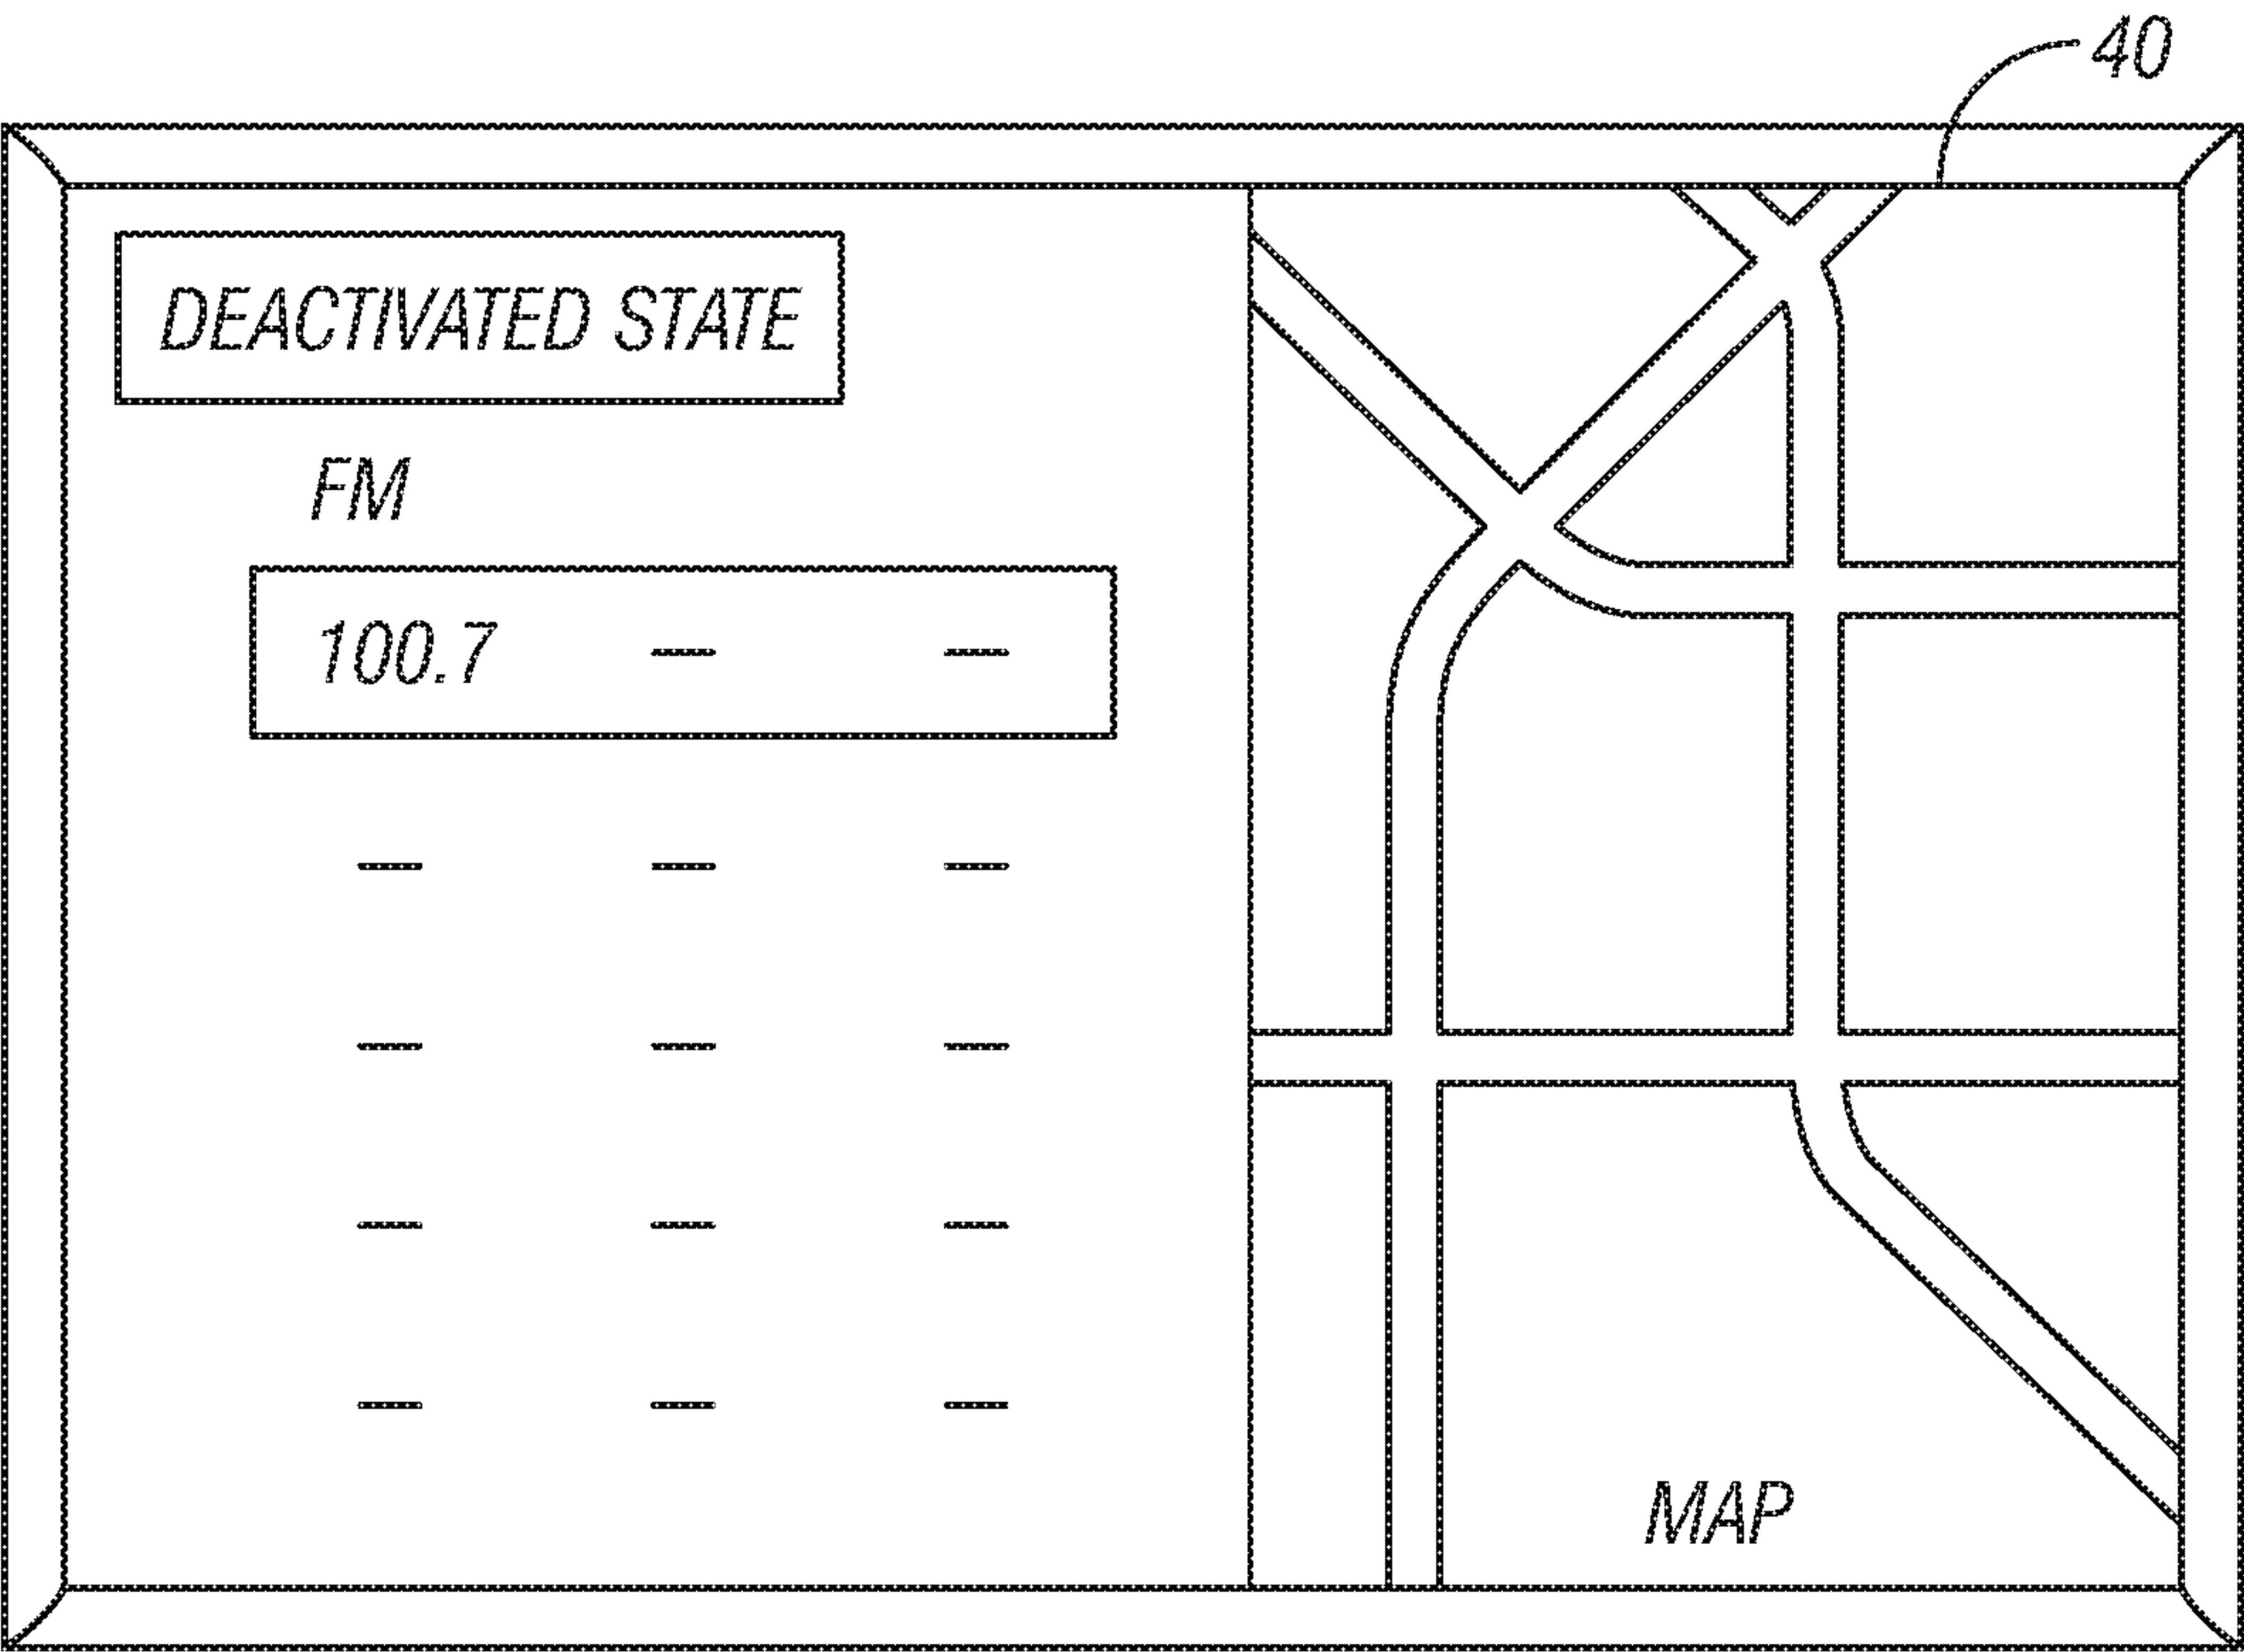 40
DEACTIVATED STATE
FM
100.7 — —
— — —
— — —
— — —
— — —
MAP